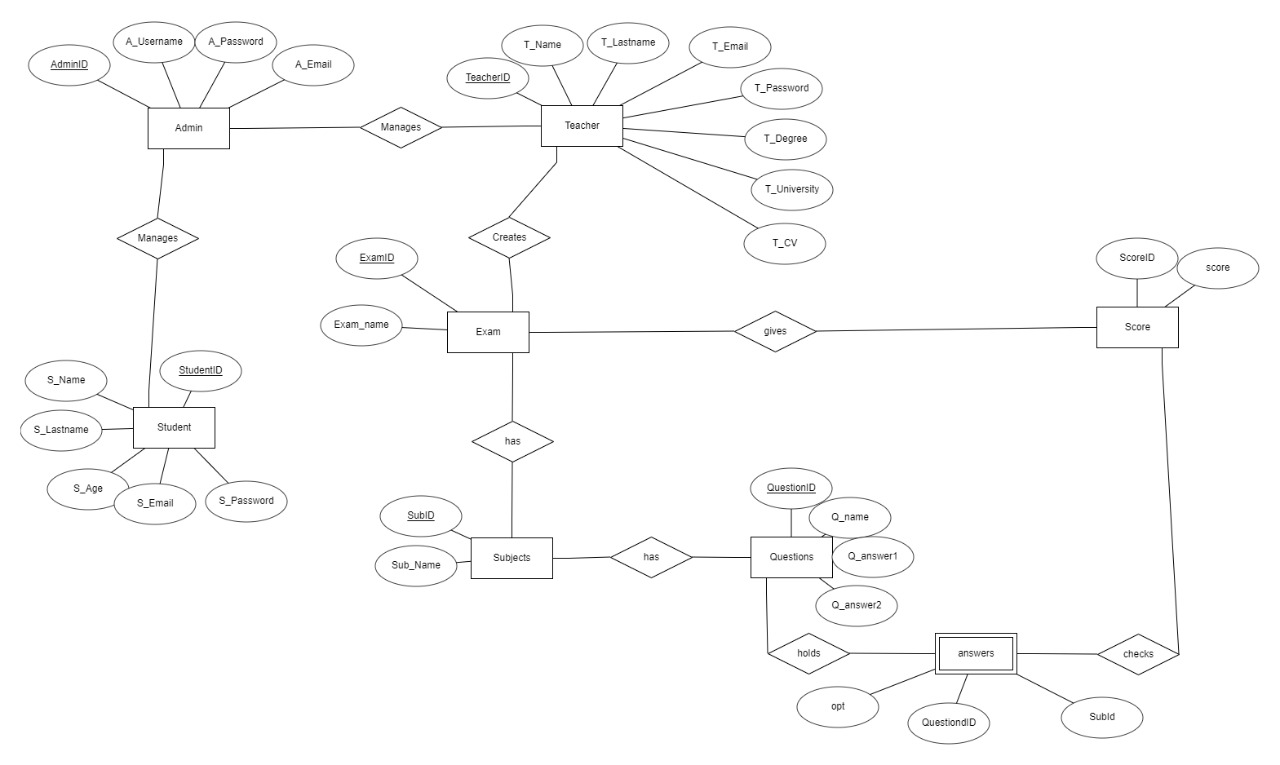 A_Username
A_Password
AdminID
A_Email
T_Name
T_Lastname
T_Email
TeacherID
T_Password
Admin
Manages
Teacher
T_Degree
T_University
T_CV
Manages
Creates
ExamID
ScoreID
score
Exam_name
Exam
gives
Score
S_Name
StudentID
S_Lastname
Student
has
S_Age
S_Email
S_Password
QuestionID
SubID
Q_name
Sub_Name
Subjects
has
Questions
Q_answer1
Q_answer2
holds
answers
checks
opt
QuestiondID
SubId